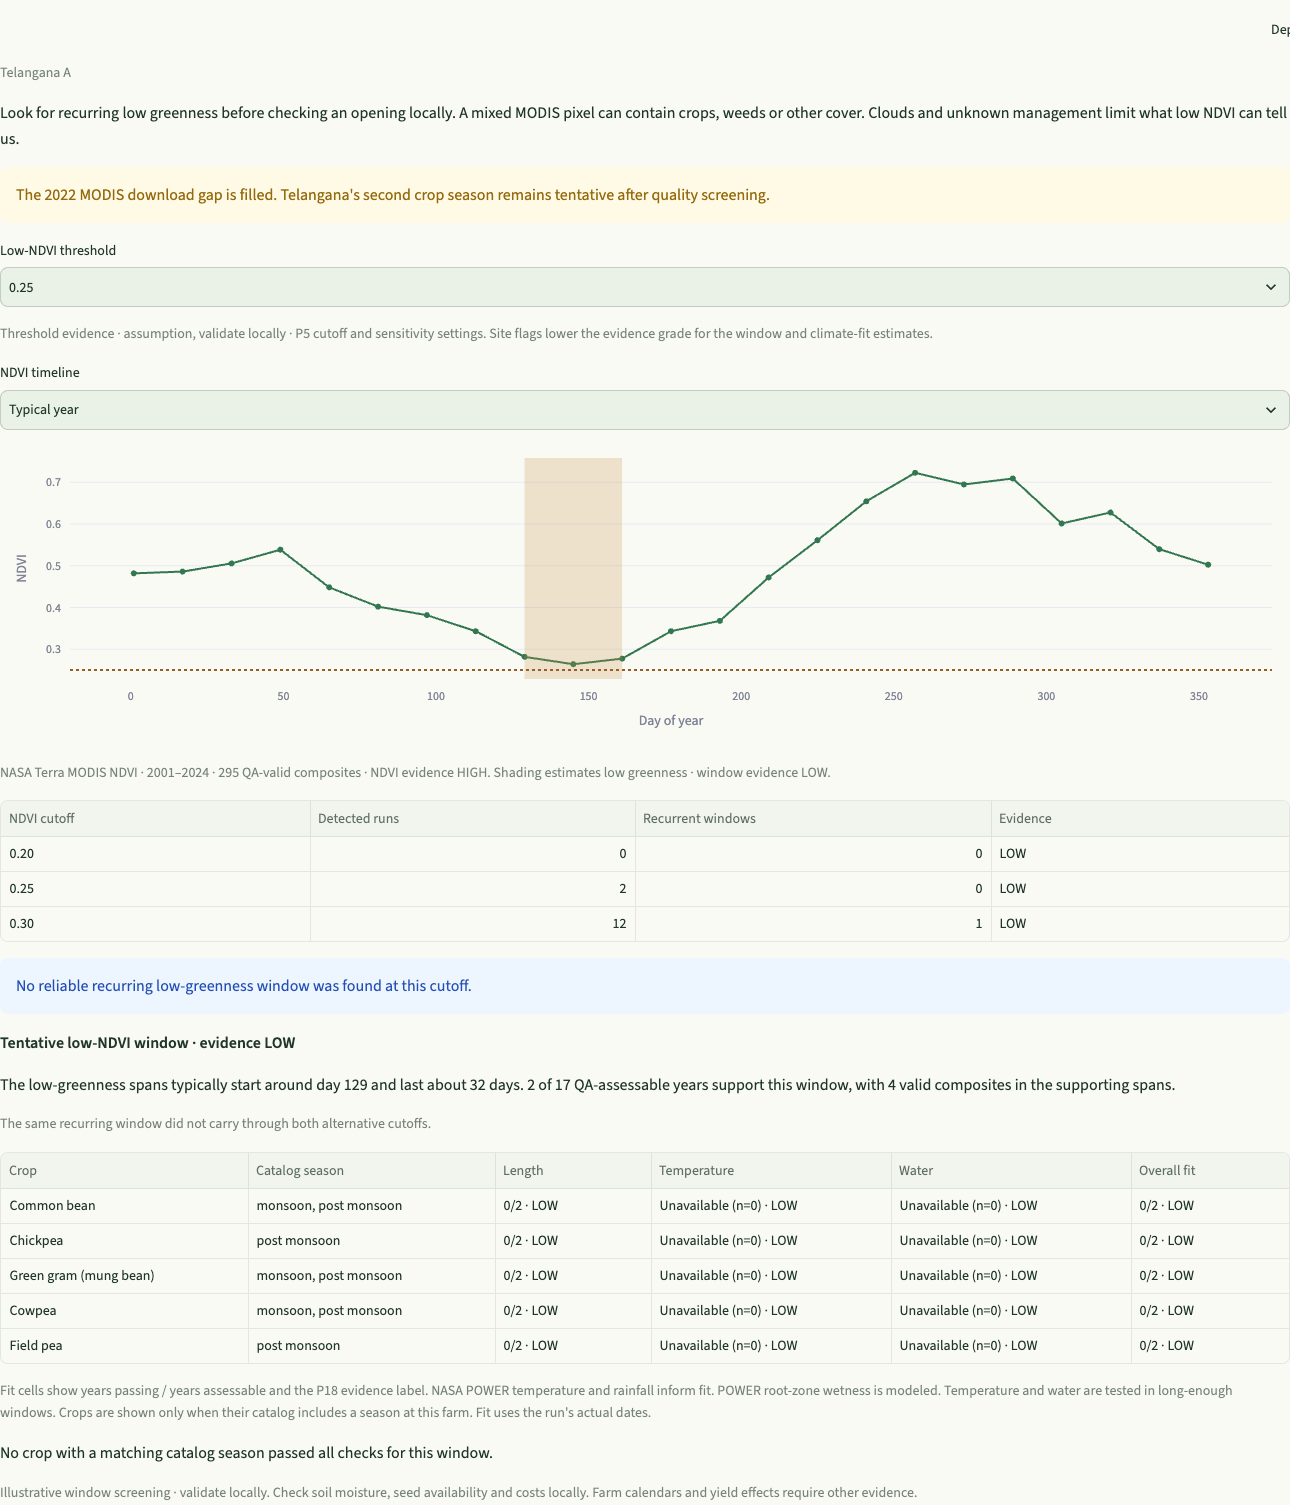 Dep
Telangana A
Look for recurring low greenness before checking an opening locally. A mixed MODIS pixel can contain crops, weeds or other cover. Clouds and unknown management limit what low NDVI can tell
us.
The 2022 MODIS download gap is filled. Telangana's second crop season remains tentative after quality screening.
Low-NDVI threshold
0.25
Threshold evidence · assumption, validate locally · P5 cutoff and sensitivity settings. Site flags lower the evidence grade for the window and climate-fit estimates.
NDVI timeline
Typical year
0.7
0.6
0.5
0.4
0.3
NDVI
0 50 100 150 200 250 300 350
Day of year
NASA Terra MODIS NDVI · 2001–2024 · 295 QA-valid composites · NDVI evidence HIGH. Shading estimates low greenness · window evidence LOW.
NDVI cutoff Detected runs Recurrent windows Evidence
0.20 0 0 LOW
0.25 2 0 LOW
0.30 12 1 LOW
No reliable recurring low-greenness window was found at this cutoff.
Tentative low-NDVI window · evidence LOW
The low-greenness spans typically start around day 129 and last about 32 days. 2 of 17 QA-assessable years support this window, with 4 valid composites in the supporting spans.
The same recurring window did not carry through both alternative cutoffs.
Crop Catalog season Length Temperature Water Overall fit
Common bean monsoon, post monsoon 0/2 · LOW Unavailable (n=0) · LOW Unavailable (n=0) · LOW 0/2 · LOW
Chickpea post monsoon 0/2 · LOW Unavailable (n=0) · LOW Unavailable (n=0) · LOW 0/2 · LOW
Green gram (mung bean) monsoon, post monsoon 0/2 · LOW Unavailable (n=0) · LOW Unavailable (n=0) · LOW 0/2 · LOW
Cowpea monsoon, post monsoon 0/2 · LOW Unavailable (n=0) · LOW Unavailable (n=0) · LOW 0/2 · LOW
Field pea post monsoon 0/2 · LOW Unavailable (n=0) · LOW Unavailable (n=0) · LOW 0/2 · LOW
Fit cells show years passing / years assessable and the P18 evidence label. NASA POWER temperature and rainfall inform fit. POWER root-zone wetness is modeled. Temperature and water are tested in long-enough
windows. Crops are shown only when their catalog includes a season at this farm. Fit uses the run's actual dates.
No crop with a matching catalog season passed all checks for this window.
Illustrative window screening · validate locally. Check soil moisture, seed availability and costs locally. Farm calendars and yield effects require other evidence.